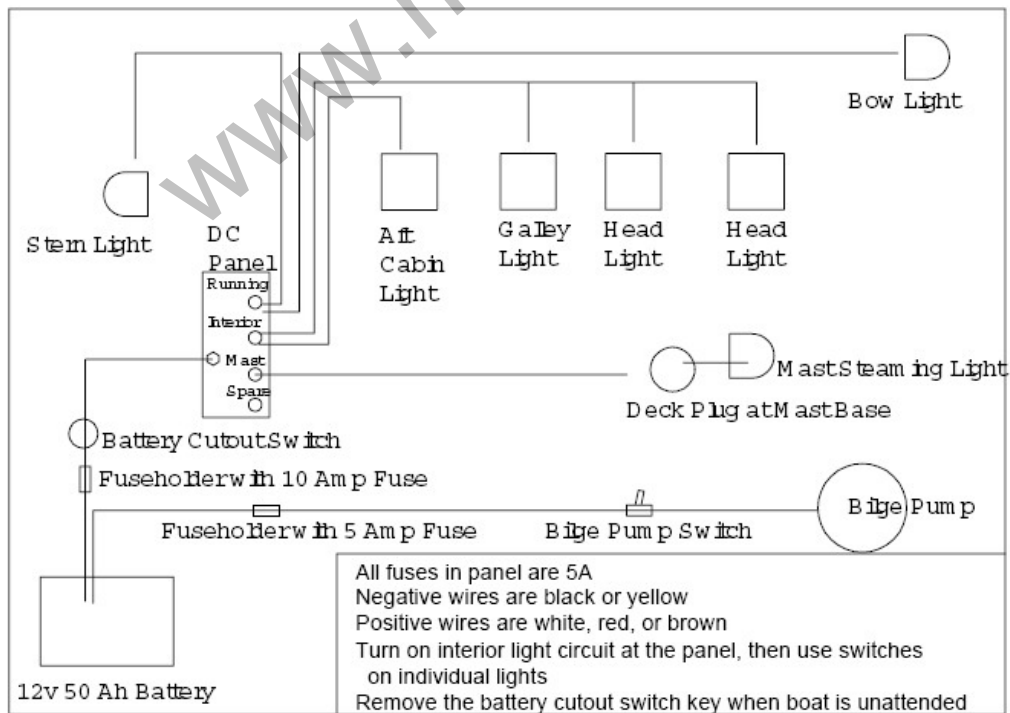 www.n
Bow Light
Stern Light
DC
Panel
Aft
Cabin
Light
Galley
Light
Head
Light
Head
Light
Running
Interior
Mast
Spare
Mast Steaming Light
Deck Plug at Mast Base
Battery Cutout Switch
Fuseholder with 10 Amp Fuse
Fuseholder with 5 Amp Fuse
Bilge Pump Switch
Bilge Pump
12v 50 Ah Battery
All fuses in panel are 5A
Negative wires are black or yellow
Positive wires are white, red, or brown
Turn on interior light circuit at the panel, then use switches
on individual lights
Remove the battery cutout switch key when boat is unattended